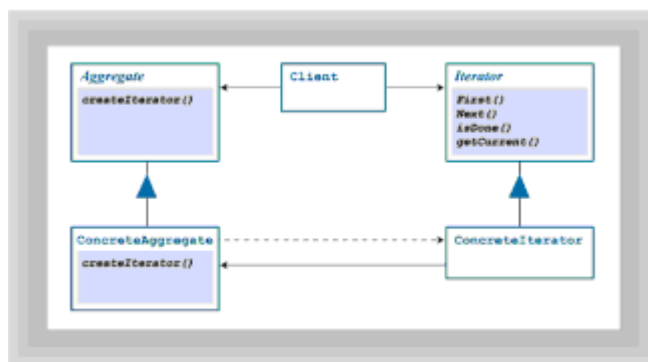 Aggregate
createIterator()
Client
Iterator
First()
Next()
isDone()
getCurrent()
ConcreteAggregate
createIterator()
ConcreteIterator